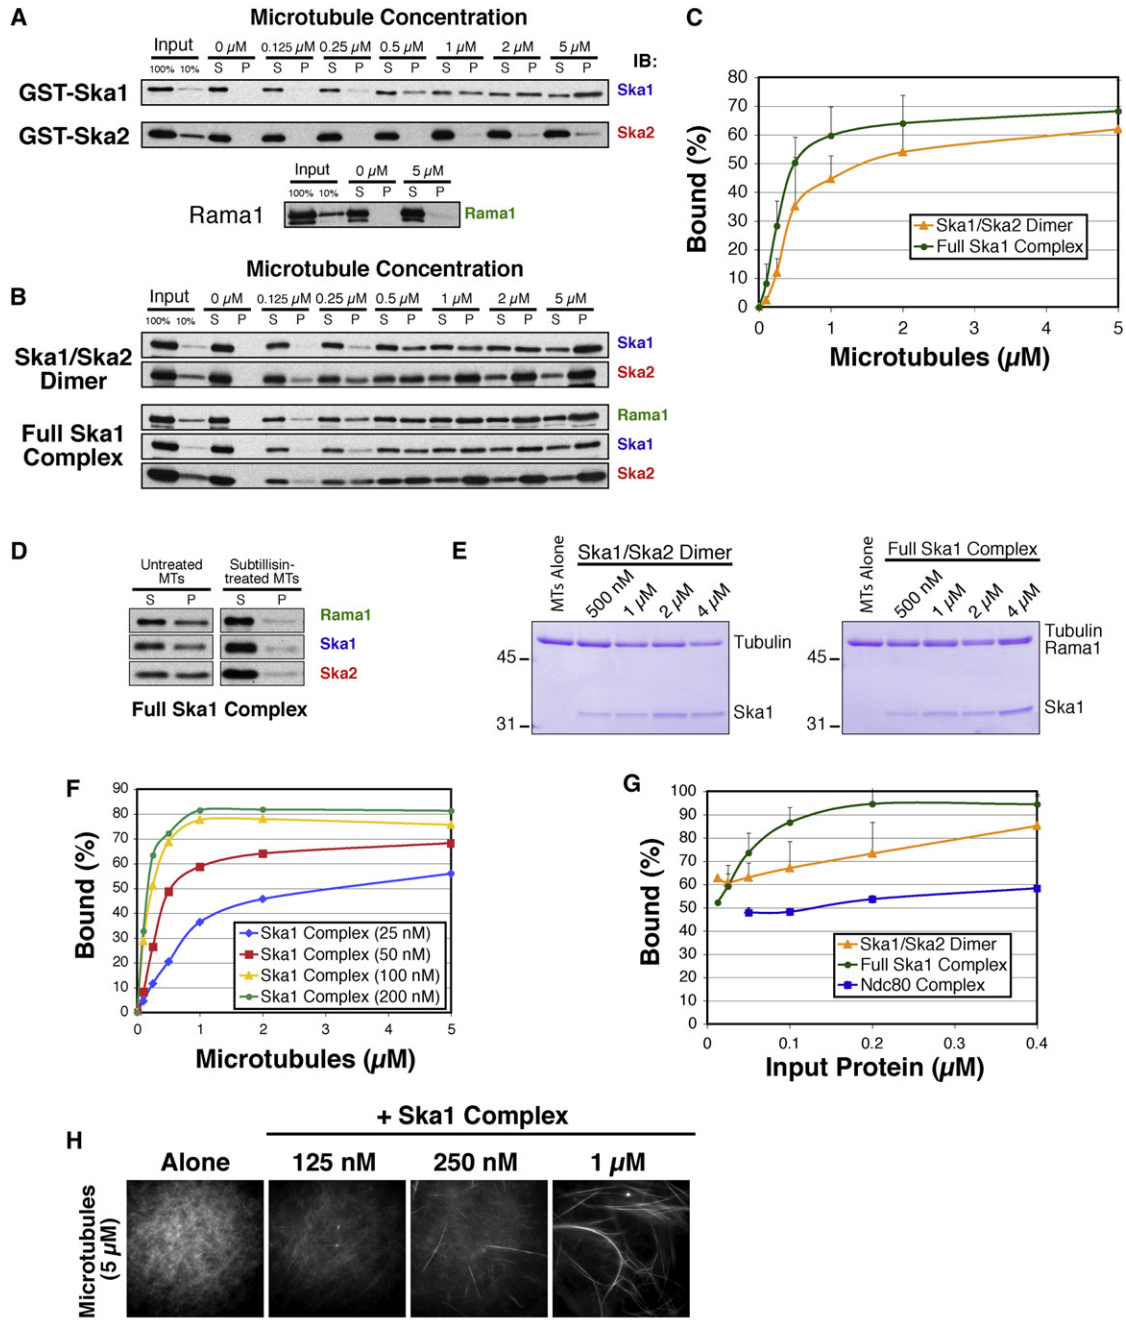 A
Microtubule Concentration
Input 0 µM 0.125 µM 0.25 µM 0.5 µM 1 µM 2 µM 5 µM IB:
100% 10% S P S P S P S P S P S P S P
GST-Ska1 Ska1
GST-Ska2 Ska2
Input 0 µM 5 µM
100% 10% S P S P
Rama1 Rama1
B
Microtubule Concentration
Input 0 µM 0.125 µM 0.25 µM 0.5 µM 1 µM 2 µM 5 µM
100% 10% S P S P S P S P S P S P S P
Ska1/Ska2 Dimer
Ska1
Ska2
Full Ska1 Complex
Rama1
Ska1
Ska2
C
Bound (%)
80
70
60
50
40
30
20
10
0
0 1 2 3 4 5
Microtubules (µM)
Ska1/Ska2 Dimer
Full Ska1 Complex
D
Untreated MTs
Subtillisin-treated MTs
S P S P
Rama1
Ska1
Ska2
Full Ska1 Complex
E
MTs Alone
Ska1/Ska2 Dimer
500 nM 1 µM 2 µM 4 µM
45
31
Tubulin
Ska1
MTs Alone
Full Ska1 Complex
500 nM 1 µM 2 µM 4 µM
45
31
Tubulin
Rama1
Ska1
F
Bound (%)
90
80
70
60
50
40
30
20
10
0
0 1 2 3 4 5
Microtubules (µM)
Ska1 Complex (25 nM)
Ska1 Complex (50 nM)
Ska1 Complex (100 nM)
Ska1 Complex (200 nM)
G
Bound (%)
100
90
80
70
60
50
40
30
20
10
0
0 0.1 0.2 0.3 0.4
Input Protein (µM)
Ska1/Ska2 Dimer
Full Ska1 Complex
Ndc80 Complex
H
+ Ska1 Complex
Alone 125 nM 250 nM 1 µM
Microtubules
(5 µM)